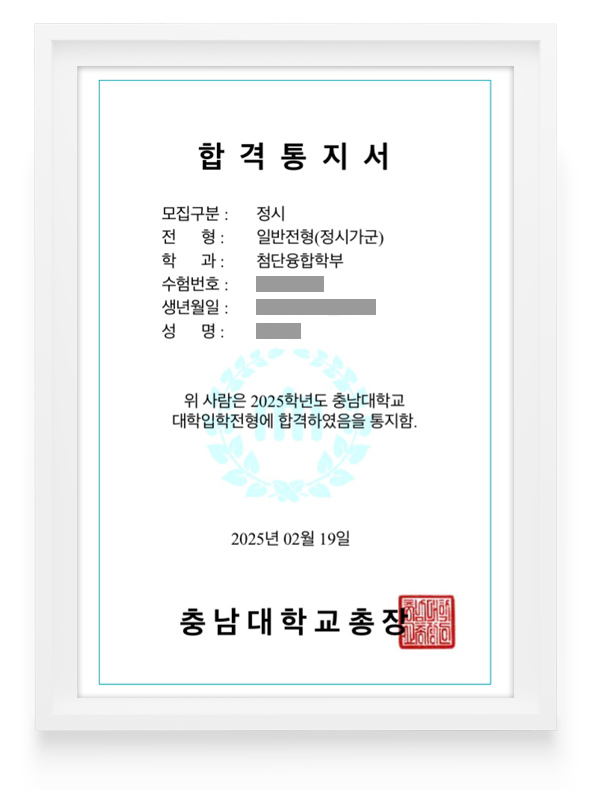 합격통지서
모집구분 : 정시
전 형 : 일반전형(정시가군)
학 과 : 첨단융합학부
수험번호 :
생년월일 :
성 명 :
위 사람은 2025학년도 충남대학교
대학입학전형에 합격하였음을 통지함.
2025년 02월 19일
충남대학교총장